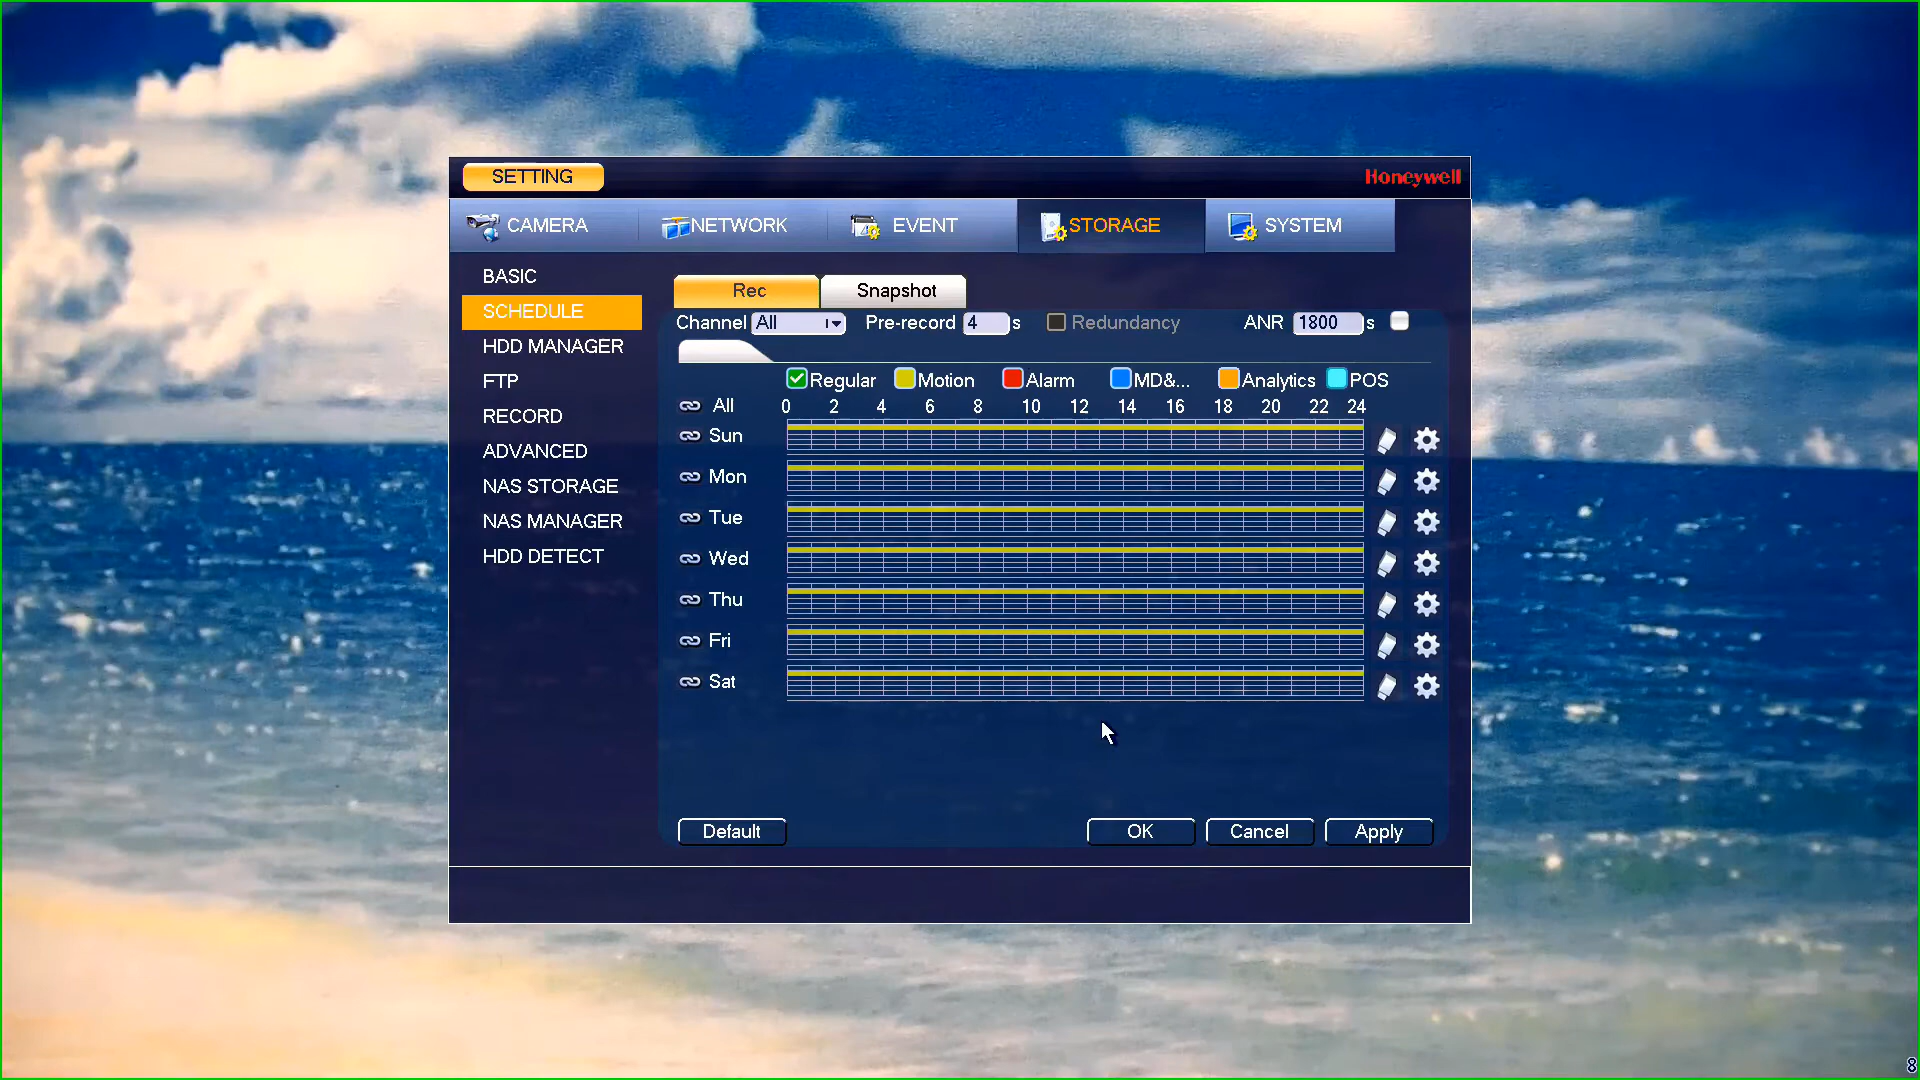 SETTING
Honeywell
CAMERA NETWORK EVENT STORAGE SYSTEM
BASIC
SCHEDULE
HDD MANAGER
FTP
RECORD
ADVANCED
NAS STORAGE
NAS MANAGER
HDD DETECT
Rec Snapshot
Channel All Pre-record 4 s Redundancy ANR 1800 s
Regular Motion Alarm MD&... Analytics POS
All 0 2 4 6 8 10 12 14 16 18 20 22 24
Sun
Mon
Tue
Wed
Thu
Fri
Sat
Default OK Cancel Apply
8